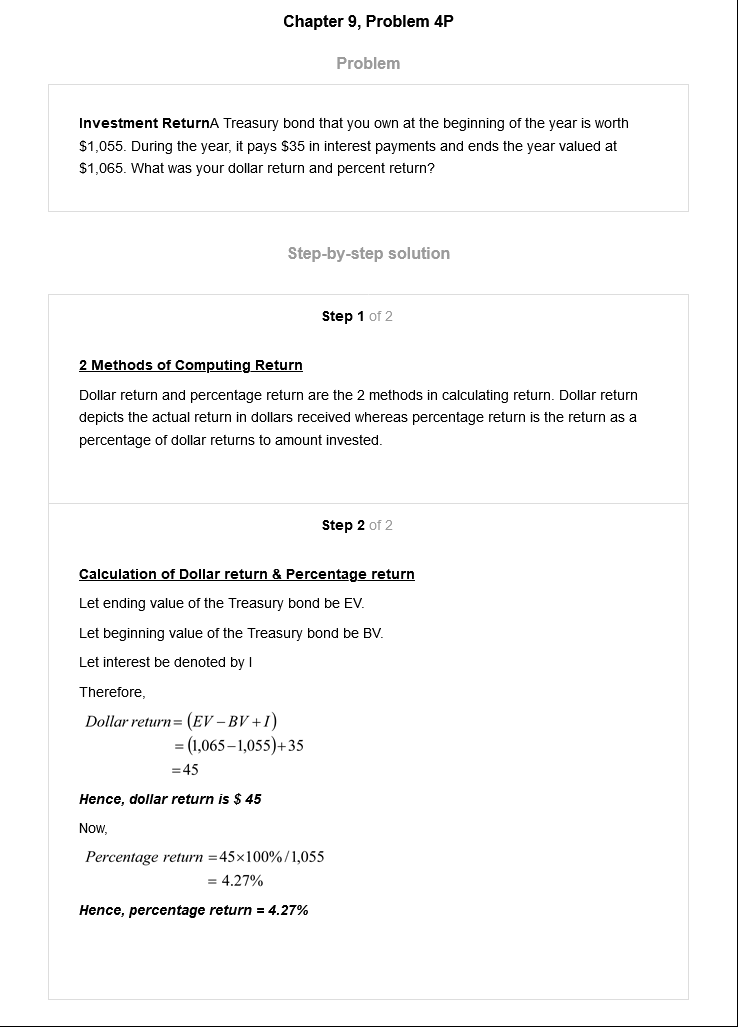 Chapter 9, Problem 4P
Problem
Investment ReturnA Treasury bond that you own at the beginning of the year is worth
$1,055. During the year, it pays $35 in interest payments and ends the year valued at
$1,065. What was your dollar return and percent return?
Step-by-step solution
Step 1 of 2
2 Methods of Computing Return
Dollar return and percentage return are the 2 methods in calculating return. Dollar return
depicts the actual return in dollars received whereas percentage return is the return as a
percentage of dollar returns to amount invested.
Step 2 of 2
Calculation of Dollar return & Percentage return
Let ending value of the Treasury bond be EV.
Let beginning value of the Treasury bond be BV.
Let interest be denoted by I
Therefore,
Dollar return = (EV – BV + I)
= (1,065 – 1,055) + 35
= 45
Hence, dollar return is $ 45
Now,
Percentage return = 45×100% / 1,055
= 4.27%
Hence, percentage return = 4.27%